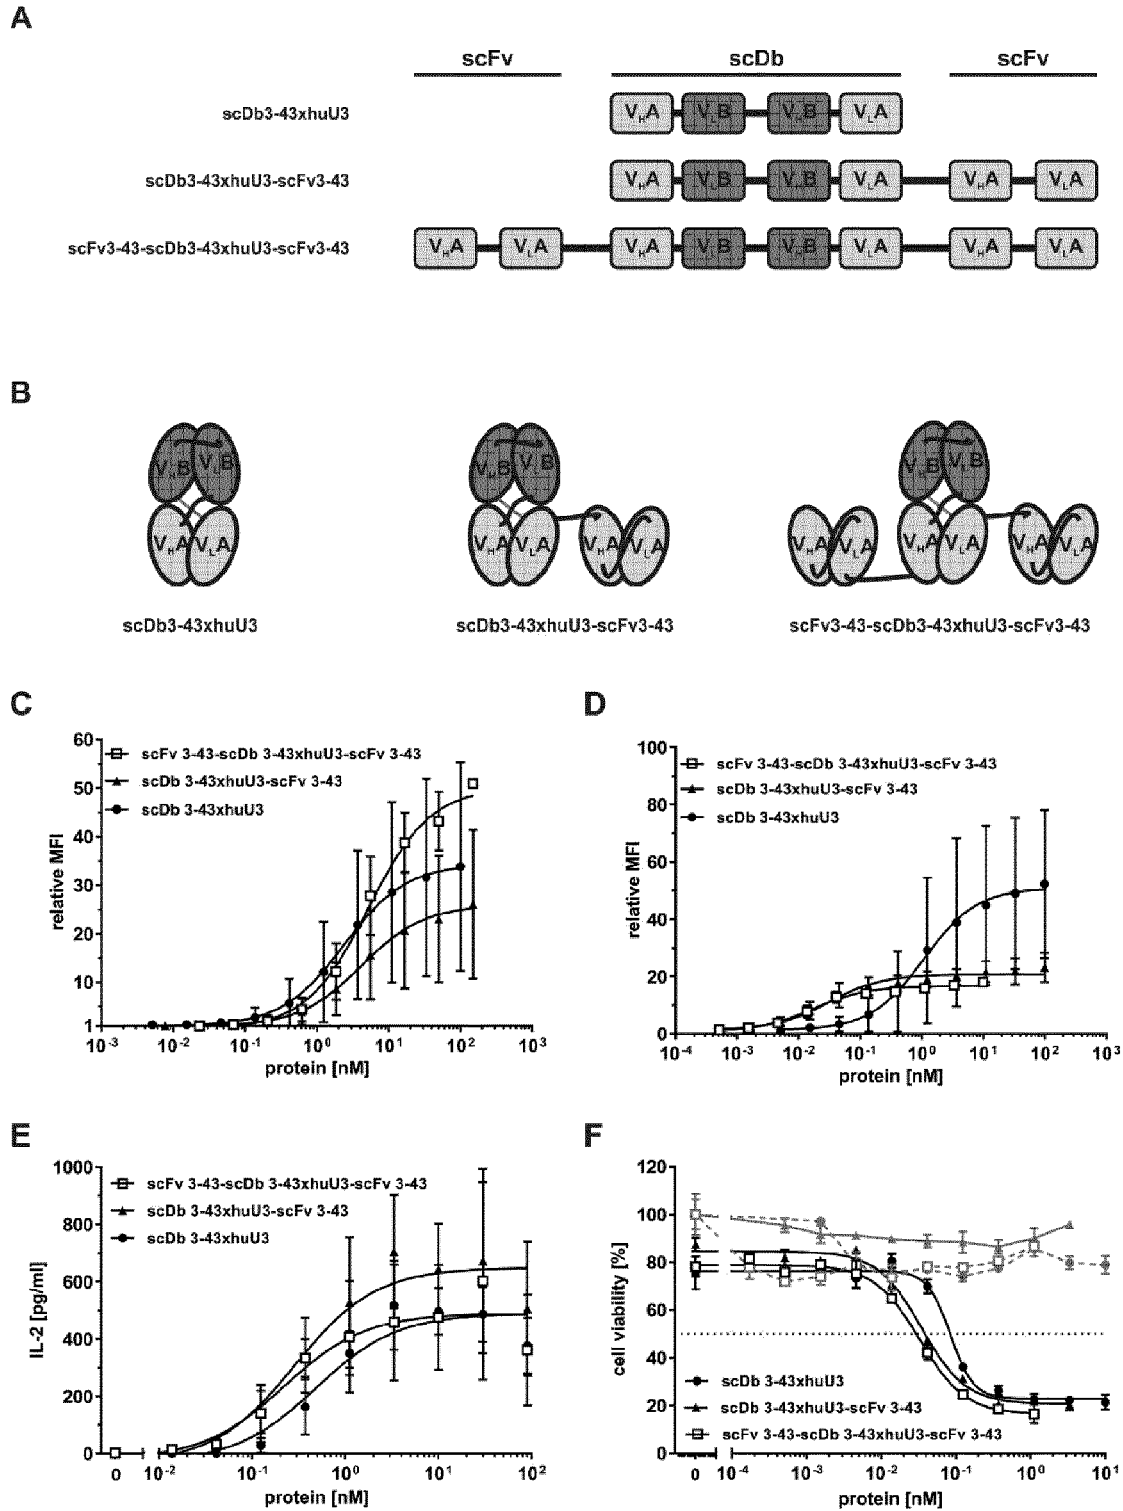 A
scFv scDb scFv
scDb3-43xhuU3 VHA VLB VHB VLA
scDb3-43xhuU3-scFv3-43 VHA VLB VHB VLA VHA VLA
scFv3-43-scDb3-43xhuU3-scFv3-43 VHA VLA VHA VLB VHB VLA VHA VLA
B
VHB VLB VHB VLB VHB VLB
VHA VLA VHA VLA VHA VLA VHA VLA VHA VLA VHA VLA
scDb3-43xhuU3 scDb3-43xhuU3-scFv3-43 scFv3-43-scDb3-43xhuU3-scFv3-43
C
60
50
40
30
20
10
1
relative MFI
scFv 3-43-scDb 3-43xhuU3-scFv 3-43
scDb 3-43xhuU3-scFv 3-43
scDb 3-43xhuU3
10-3 10-2 10-1 100 101 102 103
protein [nM]
D
100
80
60
40
20
0
relative MFI
scFv 3-43-scDb 3-43xhuU3-scFv 3-43
scDb 3-43xhuU3-scFv 3-43
scDb 3-43xhuU3
10-4 10-3 10-2 10-1 100 101 102 103
protein [nM]
E
1000
800
600
400
200
0
IL-2 [pg/ml]
scFv 3-43-scDb 3-43xhuU3-scFv 3-43
scDb 3-43xhuU3-scFv 3-43
scDb 3-43xhuU3
0 10-2 10-1 100 101 102
protein [nM]
F
120
100
80
60
40
20
0
cell viability [%]
scDb 3-43xhuU3
scDb 3-43xhuU3-scFv 3-43
scFv 3-43-scDb 3-43xhuU3-scFv 3-43
0 10-4 10-3 10-2 10-1 100 101
protein [nM]